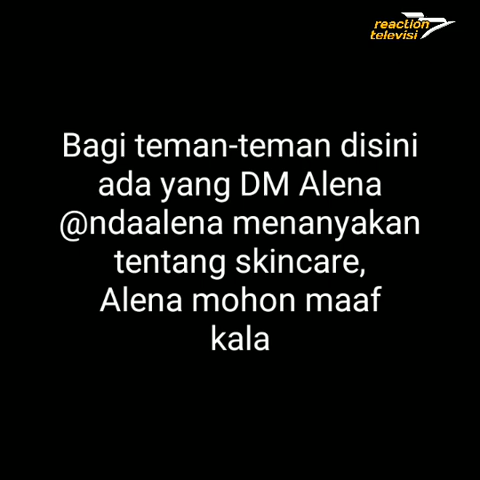 reaction
televisi
Bagi teman-teman disini
ada yang DM Alena
@ndaalena menanyakan
tentang skincare,
Alena mohon maaf
kala